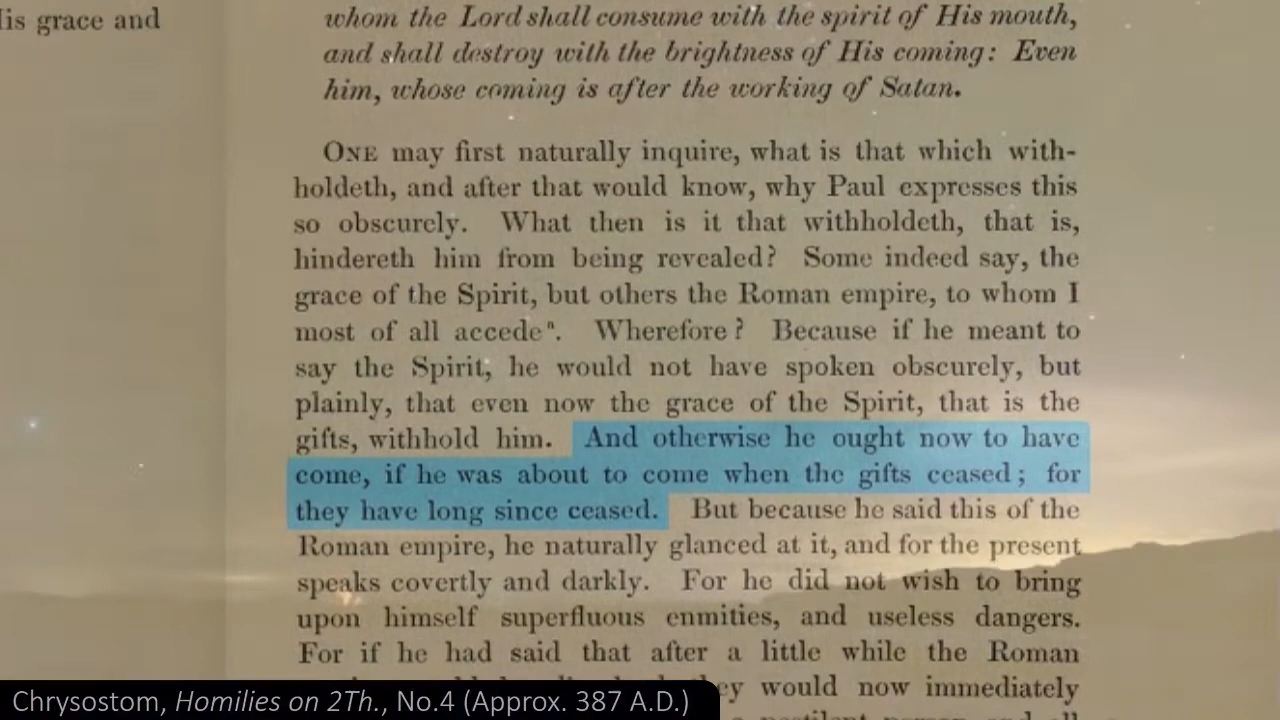 His grace and
whom the Lord shall consume with the spirit of His mouth,
and shall destroy with the brightness of His coming: Even
him, whose coming is after the working of Satan.
ONE may first naturally inquire, what is that which with-
holdeth, and after that would know, why Paul expresses this
so obscurely. What then is it that withholdeth, that is,
hindereth him from being revealed? Some indeed say, the
grace of the Spirit, but others the Roman empire, to whom I
most of all accede n. Wherefore? Because if he meant to
say the Spirit, he would not have spoken obscurely, but
plainly, that even now the grace of the Spirit, that is the
gifts, withhold him. And otherwise he ought now to have
come, if he was about to come when the gifts ceased; for
they have long since ceased. But because he said this of the
Roman empire, he naturally glanced at it, and for the present
speaks covertly and darkly. For he did not wish to bring
upon himself superfluous enmities, and useless dangers.
For if he had said that after a little while the Roman
they would now immediately
Chrysostom, Homilies on 2Th., No.4 (Approx. 387 A.D.)